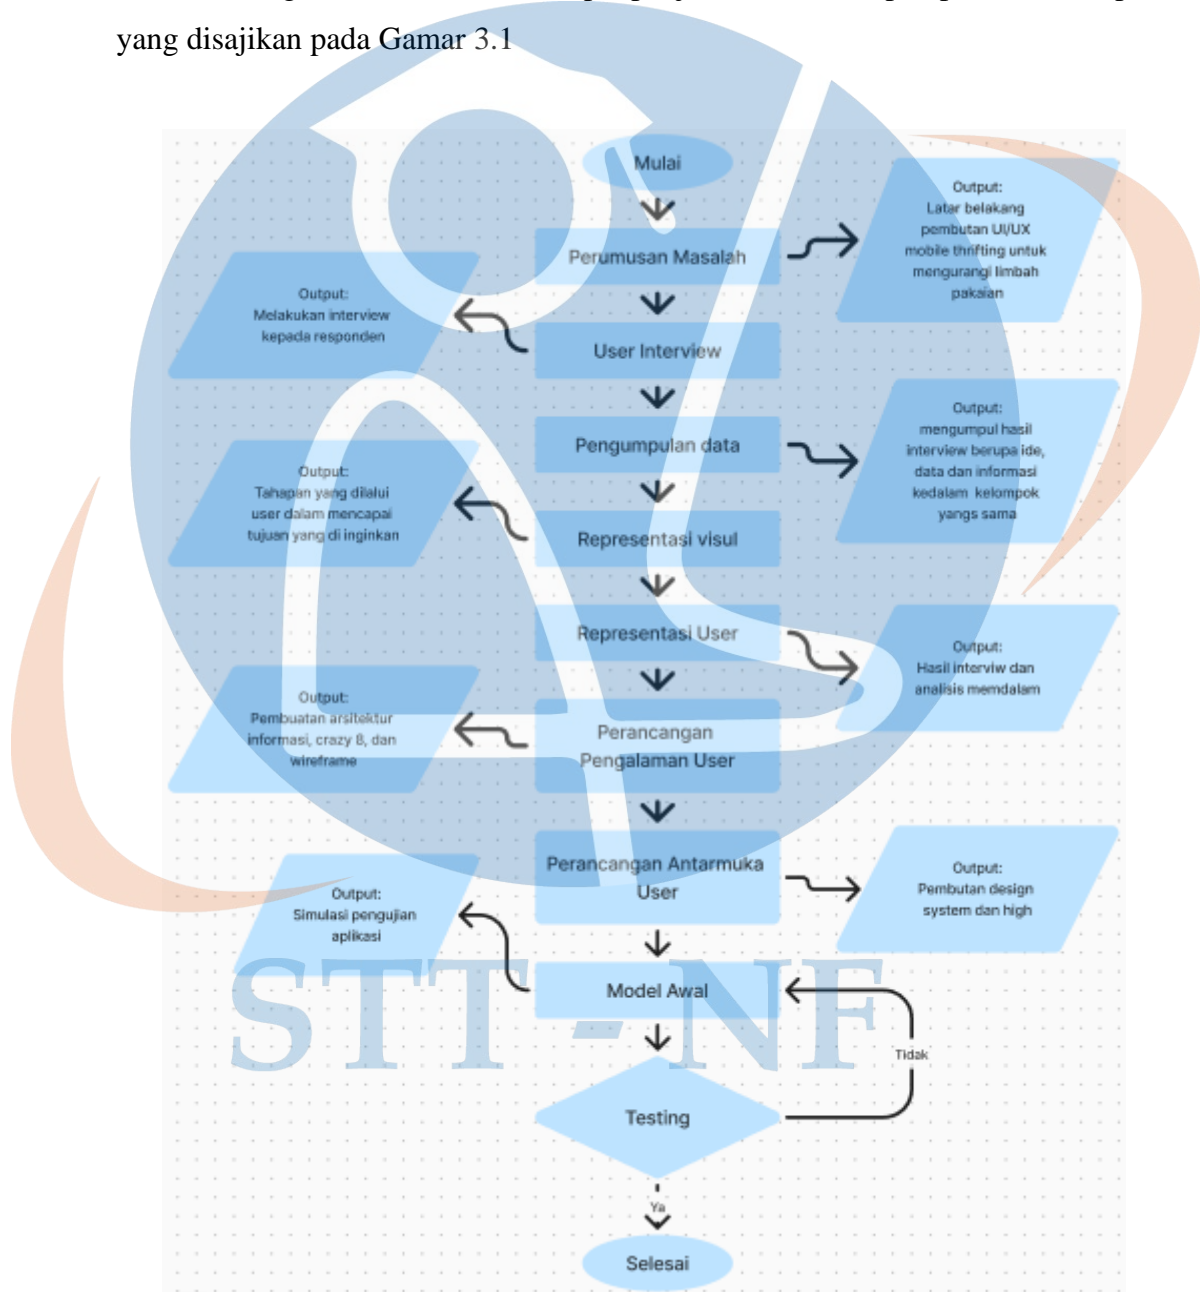 yang disajikan pada Gamar 3.1
Mulai
Perumusan Masalah
Output:
Latar belakang
pembutan UI/UX
mobile thrifting untuk
mengurangi limbah
pakaian
User Interview
Output:
Melakukan interview
kepada responden
Pengumpulan data
Output:
mengumpul hasil
interview berupa ide,
data dan informasi
kedalam kelompok
yangs sama
Representasi visul
Output:
Tahapan yang dilalui
user dalam mencapai
tujuan yang di inginkan
Representasi User
Output:
Hasil interviw dan
analisis memdalam
Perancangan
Pengalaman User
Output:
Pembuatan arsitektur
informasi, crazy 8, dan
wireframe
Perancangan Antarmuka
User
Output:
Pembutan design
system dan high
Model Awal
Output:
Simulasi pengujian
aplikasi
Tidak
Testing
Ya
Selesai
STT - NF